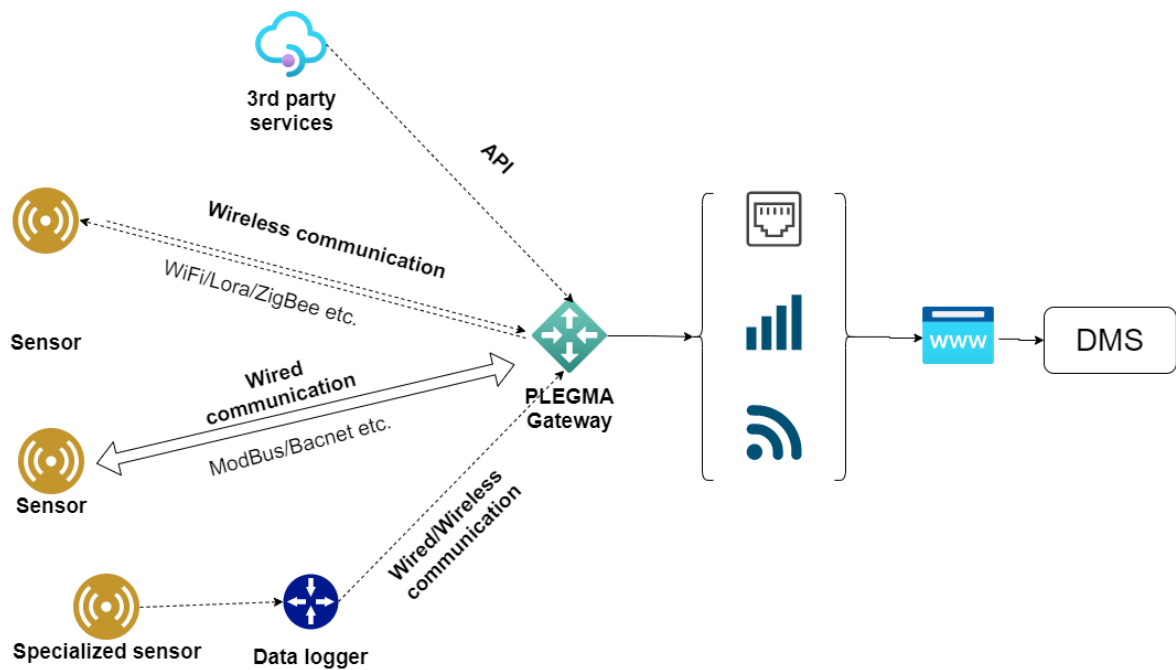 3rd party
services
API
Wireless communication
WiFi/Lora/ZigBee etc.
Sensor
Wired
communication
ModBus/Bacnet etc.
Sensor
PLEGMA
Gateway
www
DMS
Wired/Wireless
communication
Specialized sensor
Data logger